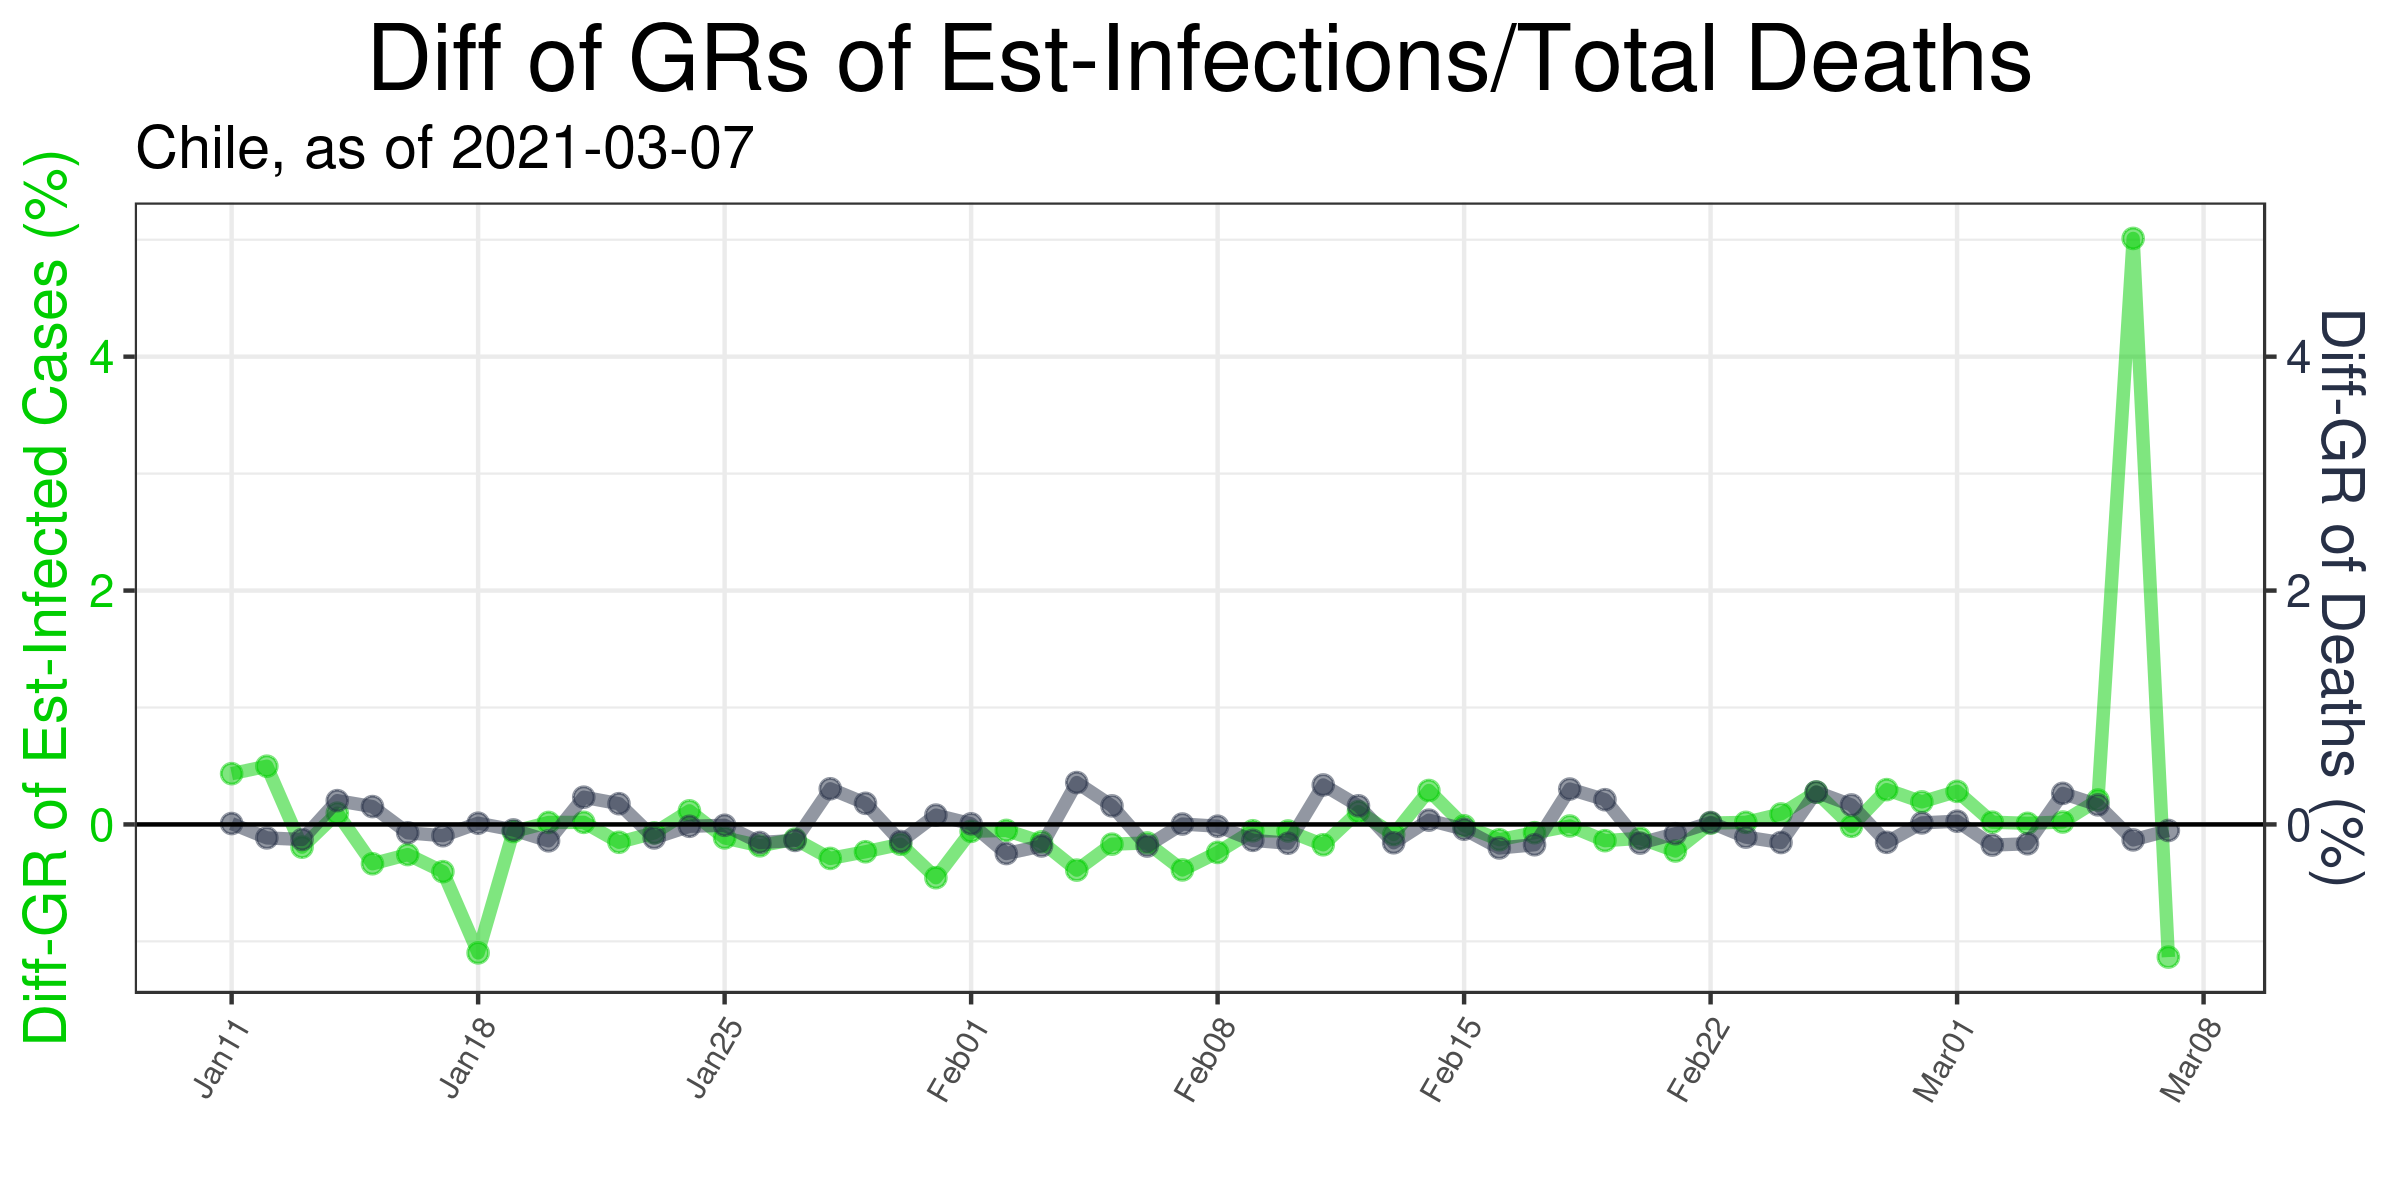 Diff of GRs of Est-Infections/Total Deaths
Chile, as of 2021-03-07
Diff-GR of Est-Infected Cases (%)
4
2
0
4
2
0
Diff-GR of Deaths (%)
Jan11
Jan18
Jan25
Feb01
Feb08
Feb15
Feb22
Mar01
Mar08